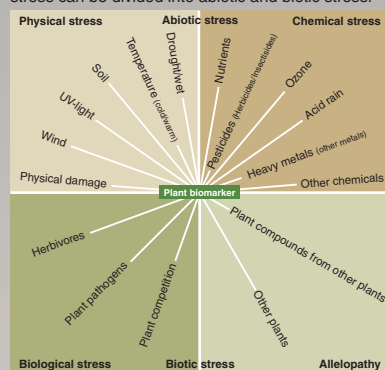 stress can be divided into abiotic and biotic stress.
Physical stress
Abiotic stress
Chemical stress
Drought/wet
Temperature (cold/warm)
Soil
UV-light
Wind
Physical damage
Nutrients
Pesticides (Herbicides/Insectisides)
Ozone
Acid rain
Heavy metals (other metals)
Other chemicals
Plant biomarker
Herbivores
Plant pathogens
Plant competition
Plant compounds from other plants
Other plants
Biological stress
Biotic stress
Allelopathy